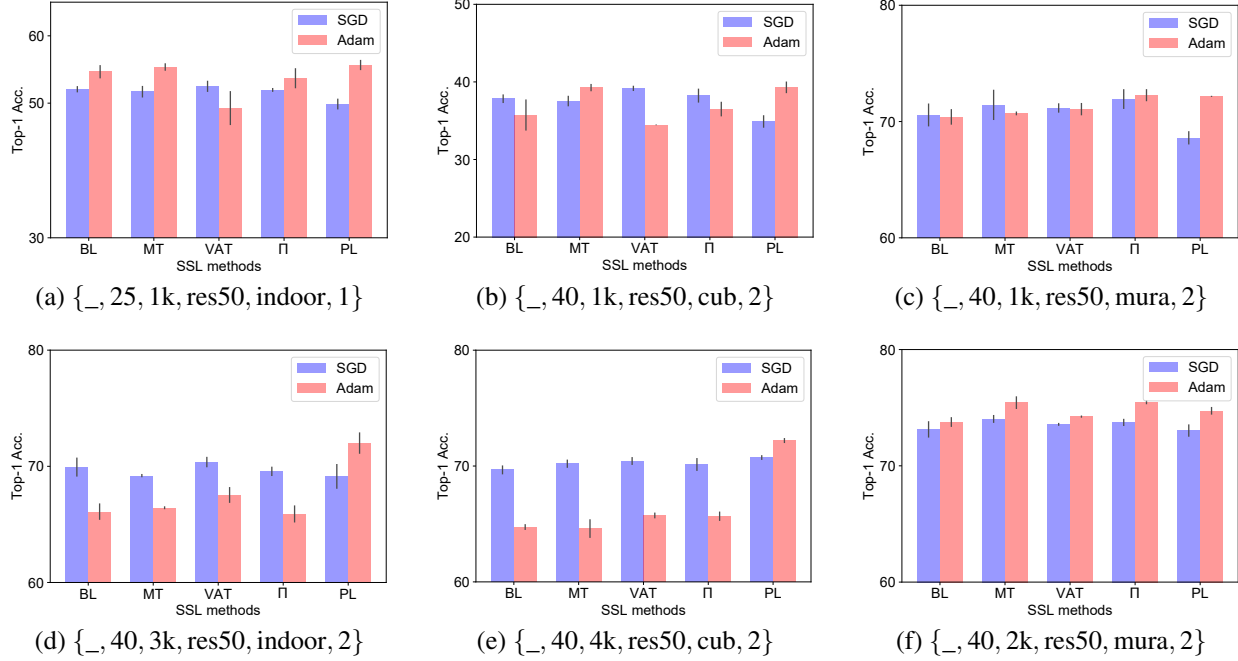 60
50
30
Top-1 Acc.
SGD
Adam
BL MT VAT Π PL
SSL methods
(a) {_, 25, 1k, res50, indoor, 1}
50
40
30
20
Top-1 Acc.
SGD
Adam
BL MT VAT Π PL
SSL methods
(b) {_, 40, 1k, res50, cub, 2}
80
70
60
Top-1 Acc.
SGD
Adam
BL MT VAT Π PL
SSL methods
(c) {_, 40, 1k, res50, mura, 2}
80
70
60
Top-1 Acc.
SGD
Adam
BL MT VAT Π PL
SSL methods
(d) {_, 40, 3k, res50, indoor, 2}
80
70
60
Top-1 Acc.
SGD
Adam
BL MT VAT Π PL
SSL methods
(e) {_, 40, 4k, res50, cub, 2}
80
70
60
Top-1 Acc.
SGD
Adam
BL MT VAT Π PL
SSL methods
(f) {_, 40, 2k, res50, mura, 2}